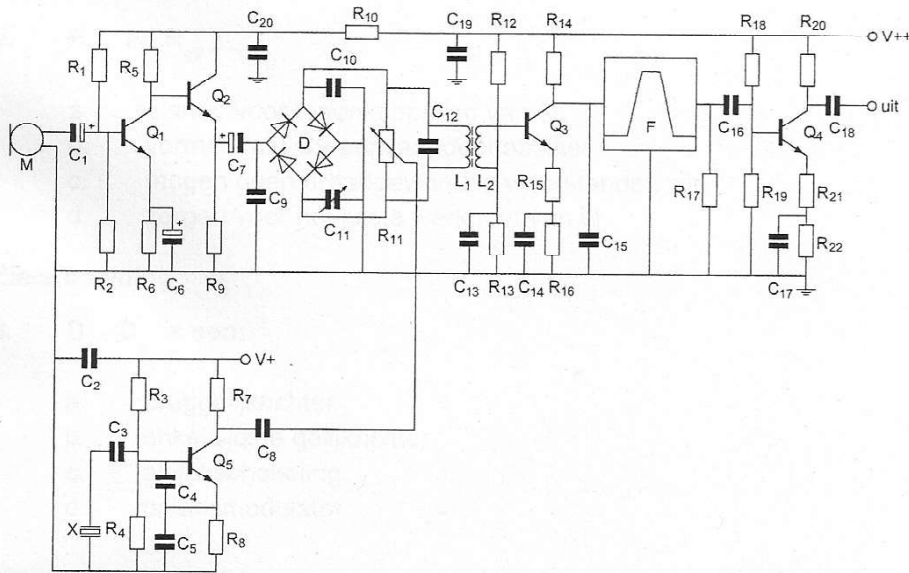 C20
R10
C19
R12
R14
R18
R20
V++
R1
R5
C10
Q2
Q1
uit
M
C1
+
+
C7
D
C12
Q3
F
C16
Q4
C18
L1
L2
C9
C11
R11
R15
R17
R19
R21
+
C15
R22
R2
R6
C6
R9
C13
R13
C14
R16
C17
V+
C2
R3
R7
C3
Q5
C8
C4
X
R4
C5
R8